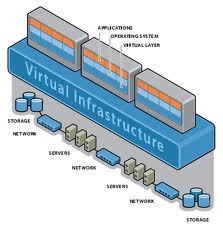 APPLICATIONS
OPERATING SYSTEM
VIRTUAL LAYER
Virtual Infrastructure
STORAGE
NETWORK
SERVERS
NETWORK
SERVERS
NETWORK
STORAGE